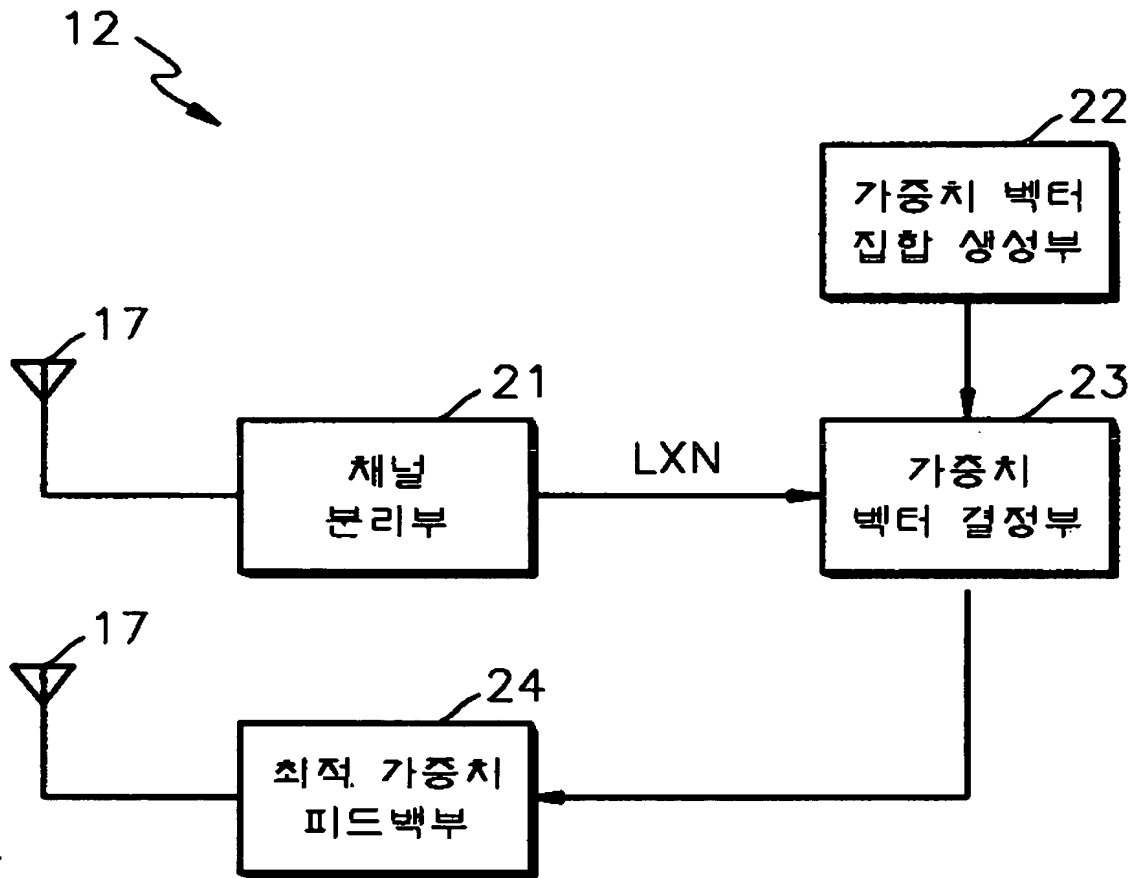 12
22
가중치 벡터
집합 생성부
17
21
23
채널
분리부
LXN
가중치
벡터 결정부
17
24
최적 가중치
피드백부